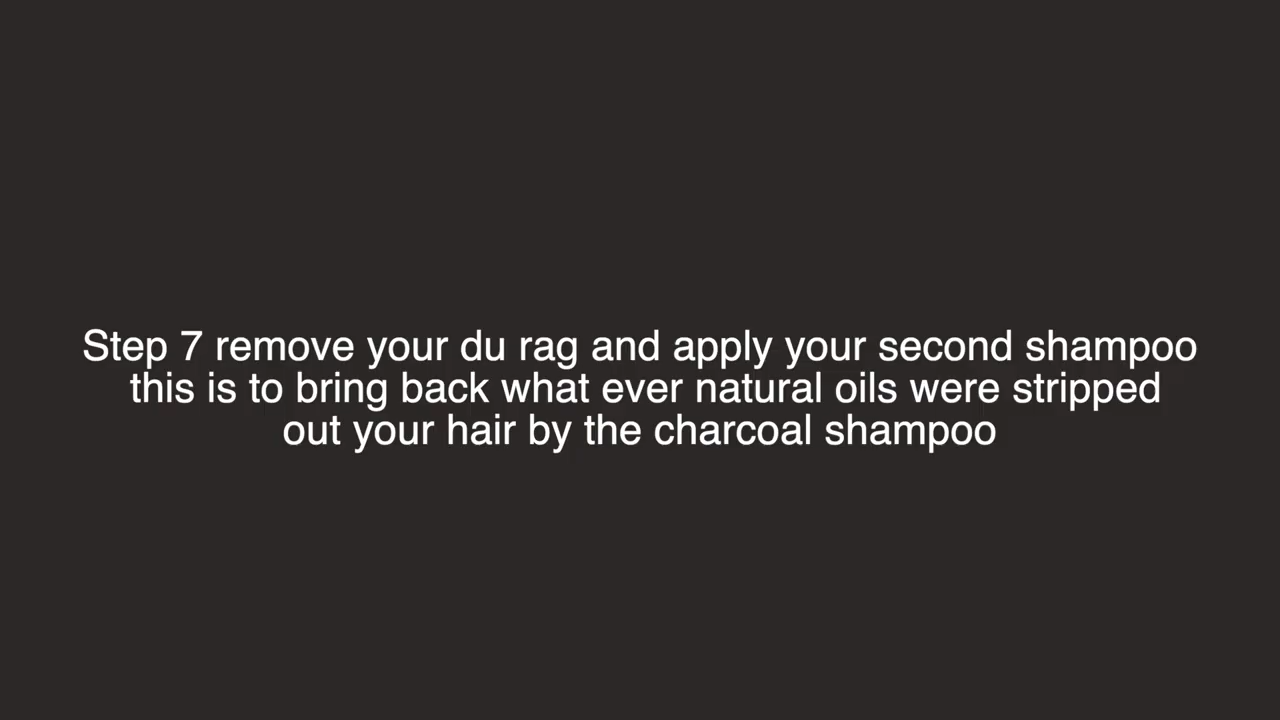 Step 7 remove your du rag and apply your second shampoo
this is to bring back what ever natural oils were stripped
out your hair by the charcoal shampoo